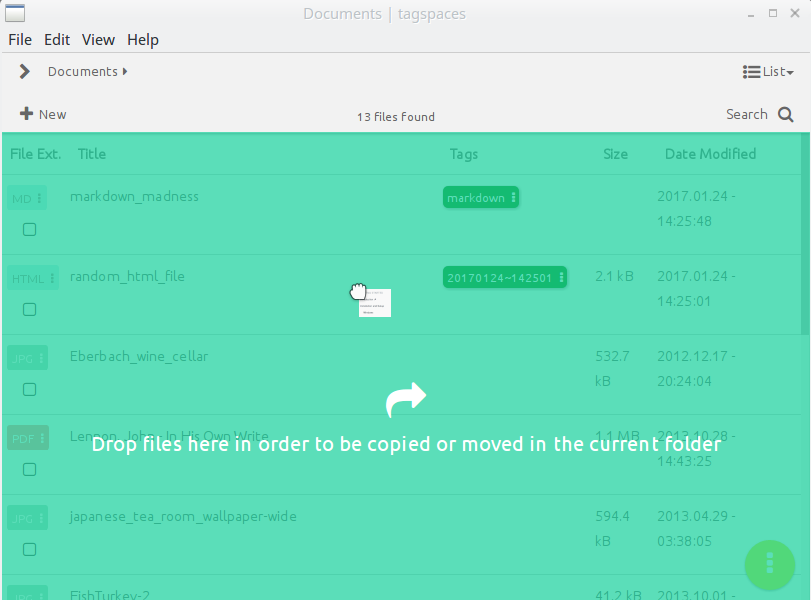 Documents | tagspaces
File Edit View Help
Documents
List
New
13 files found
Search
File Ext. Title Tags Size Date Modified
MD markdown_madness markdown 2017.01.24 -
14:25:48
HTML random_html_file 20170124~142501 2.1 kB 2017.01.24 -
14:25:01
JPG Eberbach_wine_cellar 532.7 2012.12.17 -
kB 20:24:04
PDF Lennon, John - In His Own Write 1.1 MB 2013.10.28 -
Drop files here in order to be copied or moved in the current folder
14:43:25
JPG japanese_tea_room_wallpaper-wide 594.4 2013.04.29 -
kB 03:38:05
JPG FishTurkey-2 41.2 kB 2013.10.01 -